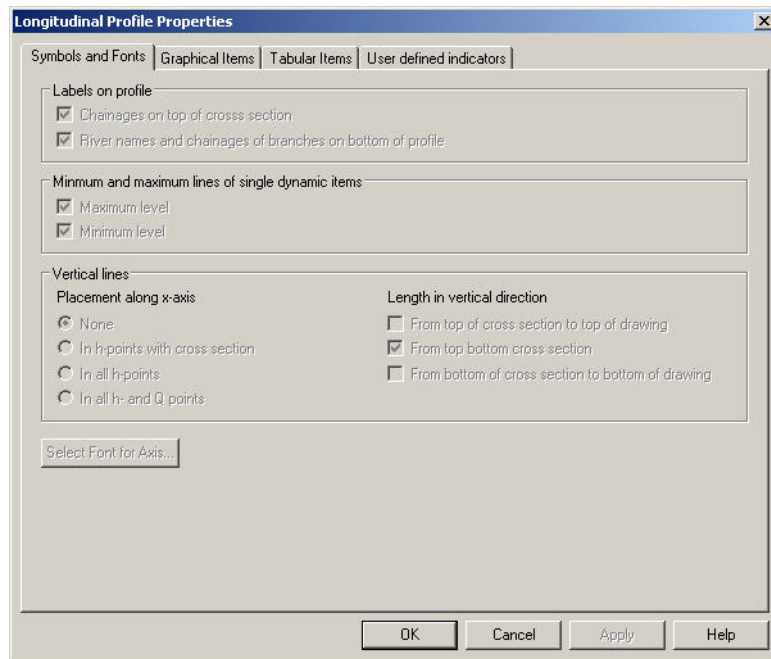 Longitudinal Profile Properties
Symbols and Fonts Graphical Items Tabular Items User defined indicators
Labels on profile
Chainages on top of crosss section
River names and chainages of branches on bottom of profile
Minmum and maximum lines of single dynamic items
Maximum level
Minimum level
Vertical lines
Placement along x-axis
None
In h-points with cross section
In all h-points
In all h- and Q points
Length in vertical direction
From top of cross section to top of drawing
From top bottom cross section
From bottom of cross section to bottom of drawing
Select Font for Axis...
OK Cancel Apply Help